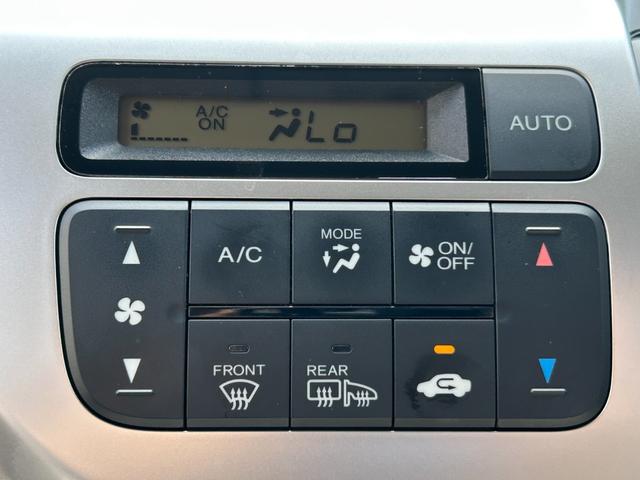 A/C
ON
Lo
AUTO
A/C
MODE
ON/
OFF
FRONT
REAR